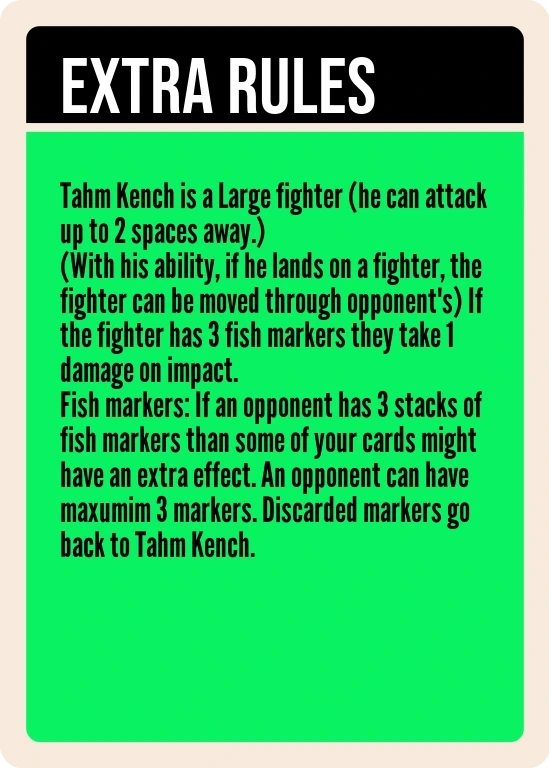 EXTRA RULES
Tahm Kench is a Large fighter (he can attack
up to 2 spaces away.)
(With his ability, if he lands on a fighter, the
fighter can be moved through opponent's) If
the fighter has 3 fish markers they take 1
damage on impact.
Fish markers: If an opponent has 3 stacks of
fish markers than some of your cards might
have an extra effect. An opponent can have
maxumim 3 markers. Discarded markers go
back to Tahm Kench.